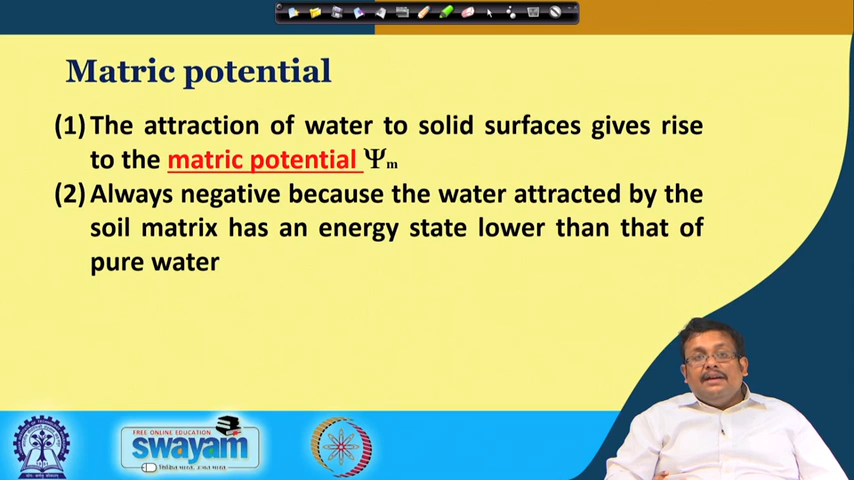 Matric potential
(1) The attraction of water to solid surfaces gives rise
to the matric potential Ψm
(2) Always negative because the water attracted by the
soil matrix has an energy state lower than that of
pure water
FREE ONLINE EDUCATION
swayam